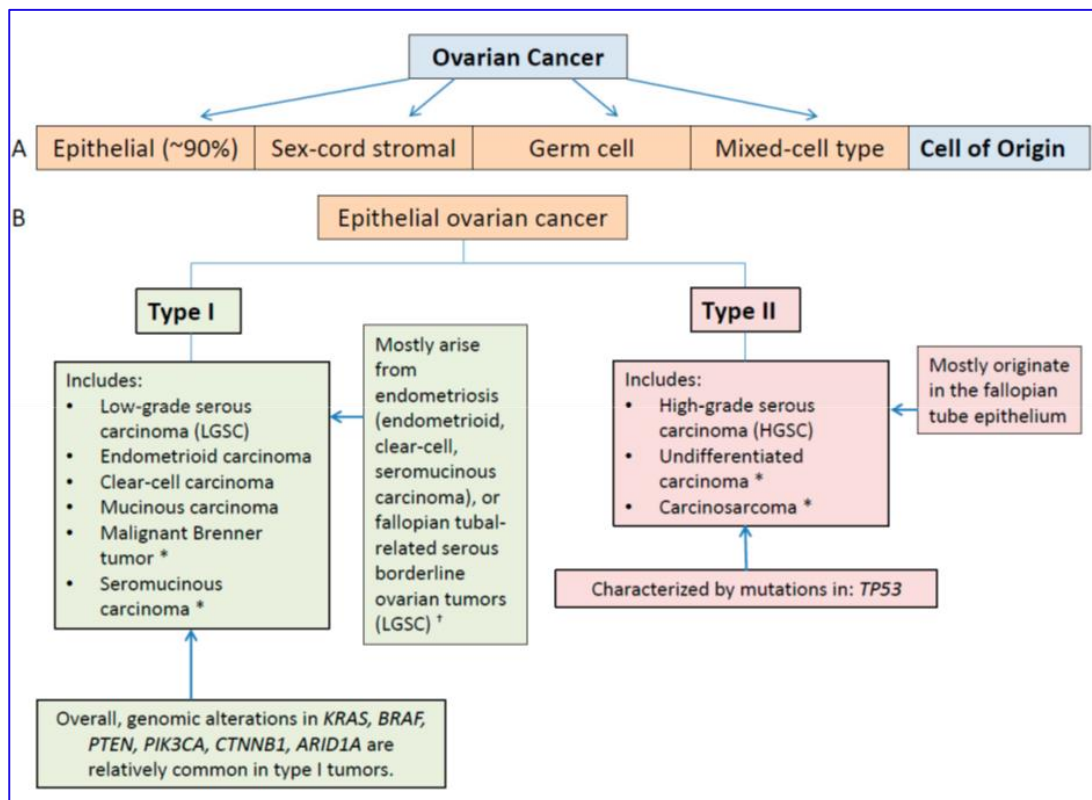 Ovarian Cancer
A
Epithelial (~90%)
Sex-cord stromal
Germ cell
Mixed-cell type
Cell of Origin
B
Epithelial ovarian cancer
Type I
Includes:
• Low-grade serous
carcinoma (LGSC)
• Endometrioid carcinoma
• Clear-cell carcinoma
• Mucinous carcinoma
• Malignant Brenner
tumor *
• Seromucinous
carcinoma *
Mostly arise
from
endometriosis
(endometrioid,
clear-cell,
seromucinous
carcinoma), or
fallopian tubal-
related serous
borderline
ovarian tumors
(LGSC) †
Overall, genomic alterations in KRAS, BRAF,
PTEN, PIK3CA, CTNNB1, ARID1A are
relatively common in type I tumors.
Type II
Includes:
• High-grade serous
carcinoma (HGSC)
• Undifferentiated
carcinoma *
• Carcinosarcoma *
Mostly originate
in the fallopian
tube epithelium
Characterized by mutations in: TP53